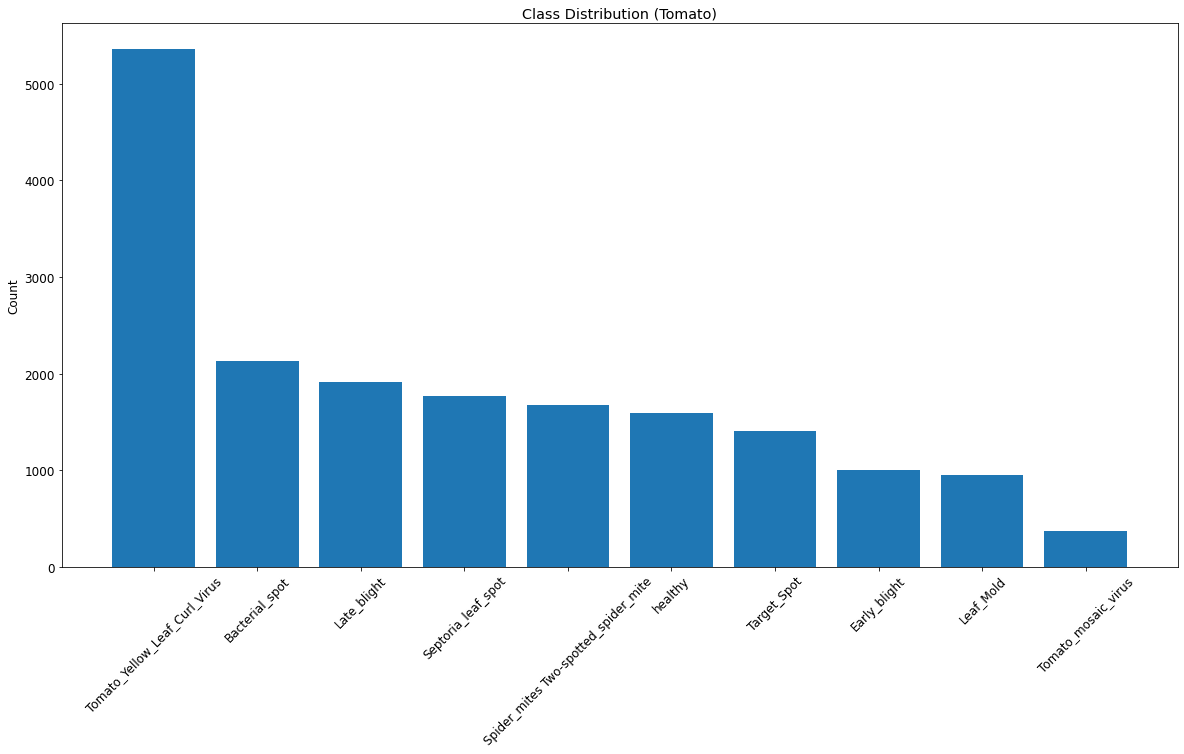 Class Distribution (Tomato)
5000
4000
3000
2000
1000
0
Count
Tomato_Yellow_Leaf_Curl_Virus
Bacterial_spot
Late_blight
Septoria_leaf_spot
Spider_mites Two-spotted_spider_mite
healthy
Target_Spot
Early_blight
Leaf_Mold
Tomato_mosaic_virus